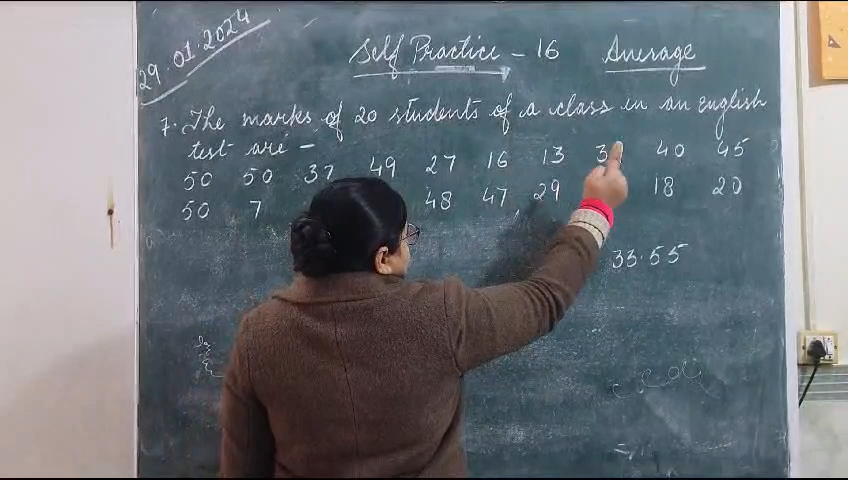 29.01.2024
Self Practice - 16 Average
7. The marks of 20 students of a class in an english
test are -
50 50 37 49 27 16 13 40 45
50 7 48 47 29 18 20
33.55